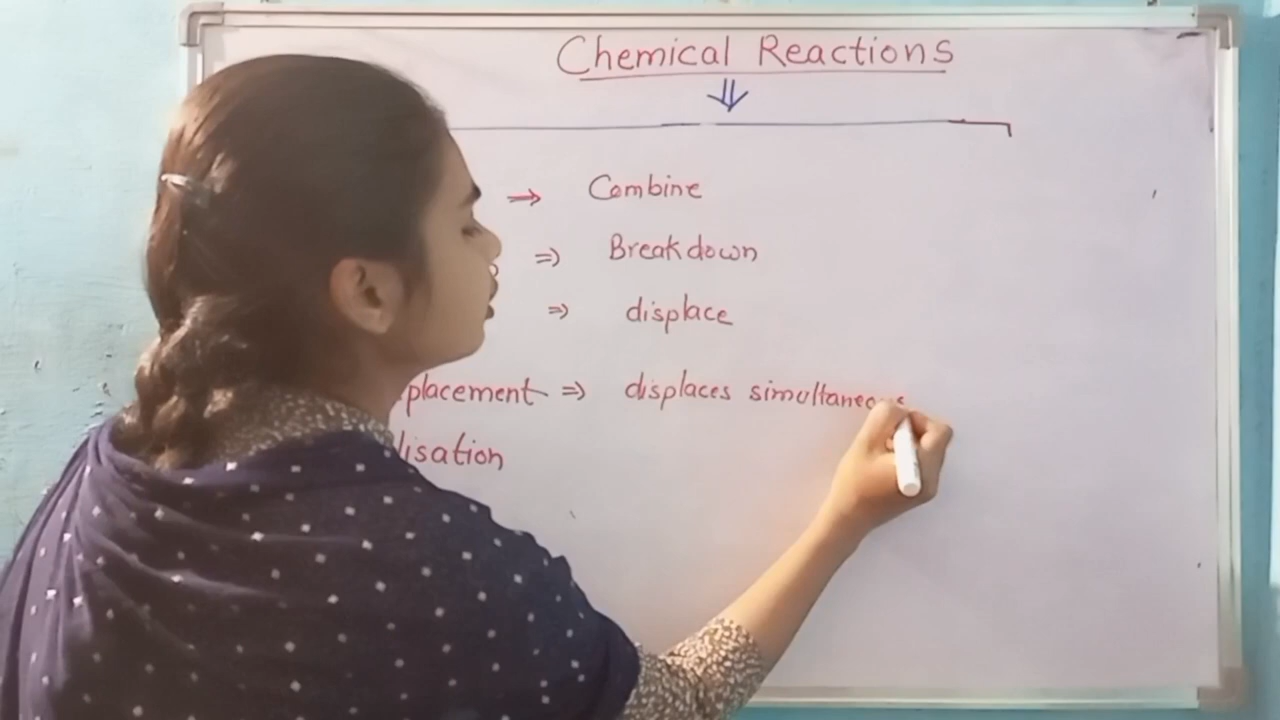 Chemical Reactions
⇓
⇒ Combine
⇒ Breakdown
⇒ displace
placement ⇒ displaces simultaneous
lisation